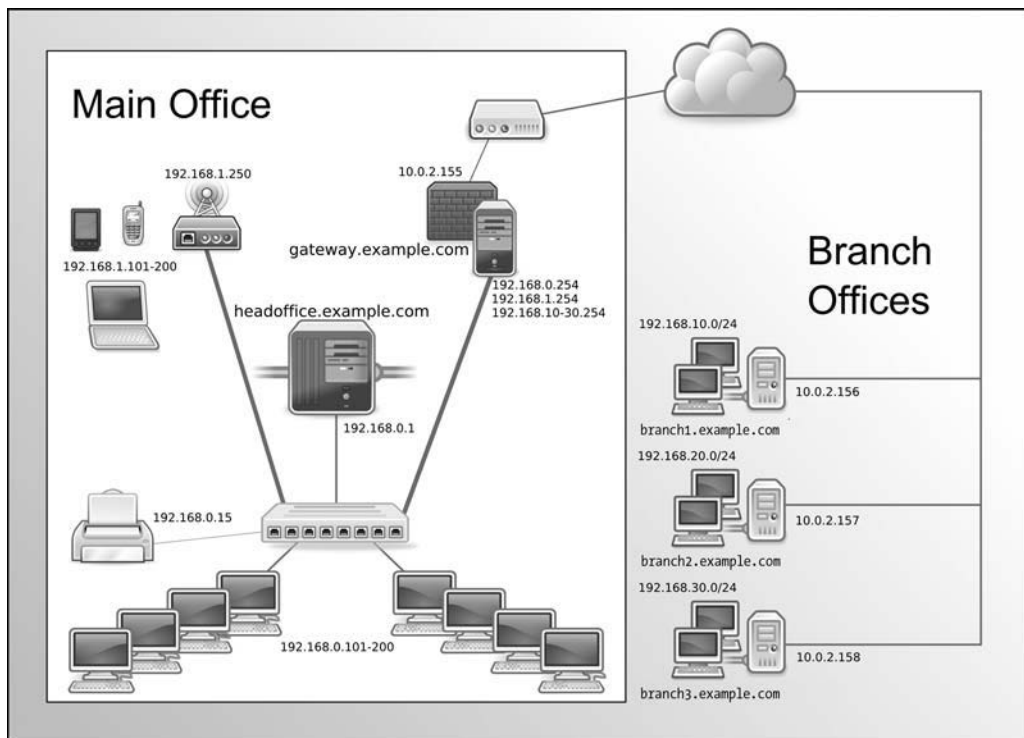 Main Office
192.168.1.250
10.0.2.155
192.168.1.101-200
gateway.example.com
192.168.0.254
192.168.1.254
192.168.10-30.254
headoffice.example.com
192.168.0.1
192.168.0.15
192.168.0.101-200
Branch
Offices
192.168.10.0/24
10.0.2.156
branch1.example.com
192.168.20.0/24
10.0.2.157
branch2.example.com
192.168.30.0/24
10.0.2.158
branch3.example.com